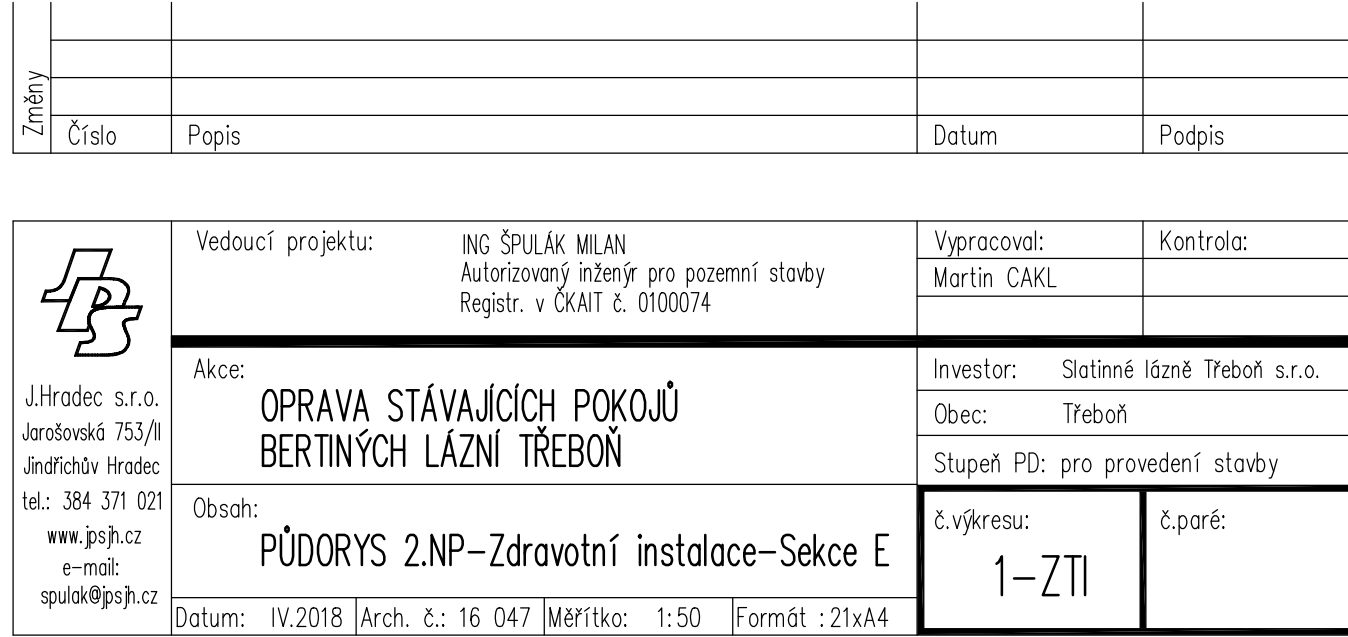 Změny
Číslo Popis Datum Podpis
JPS
J.Hradec s.r.o.
Jarošovská 753/II
Jindřichův Hradec
tel.: 384 371 021
www.jpsjh.cz
e-mail:
spulak@jpsjh.cz
Vedoucí projektu: ING ŠPULÁK MILAN
Autorizovaný inženýr pro pozemní stavby
Registr. v ČKAIT č. 0100074
Vypracoval: Kontrola:
Martin CAKL
Akce:
OPRAVA STÁVAJÍCÍCH POKOJŮ
BERTINÝCH LÁZNÍ TŘEBOŇ
Investor: Slatinné lázně Třeboň s.r.o.
Obec: Třeboň
Stupeň PD: pro provedení stavby
Obsah:
PŮDORYS 2.NP-Zdravotní instalace-Sekce E
č.výkresu: č.paré:
1-ZTI
Datum: IV.2018 Arch. č.: 16 047 Měřítko: 1:50 Formát :21xA4